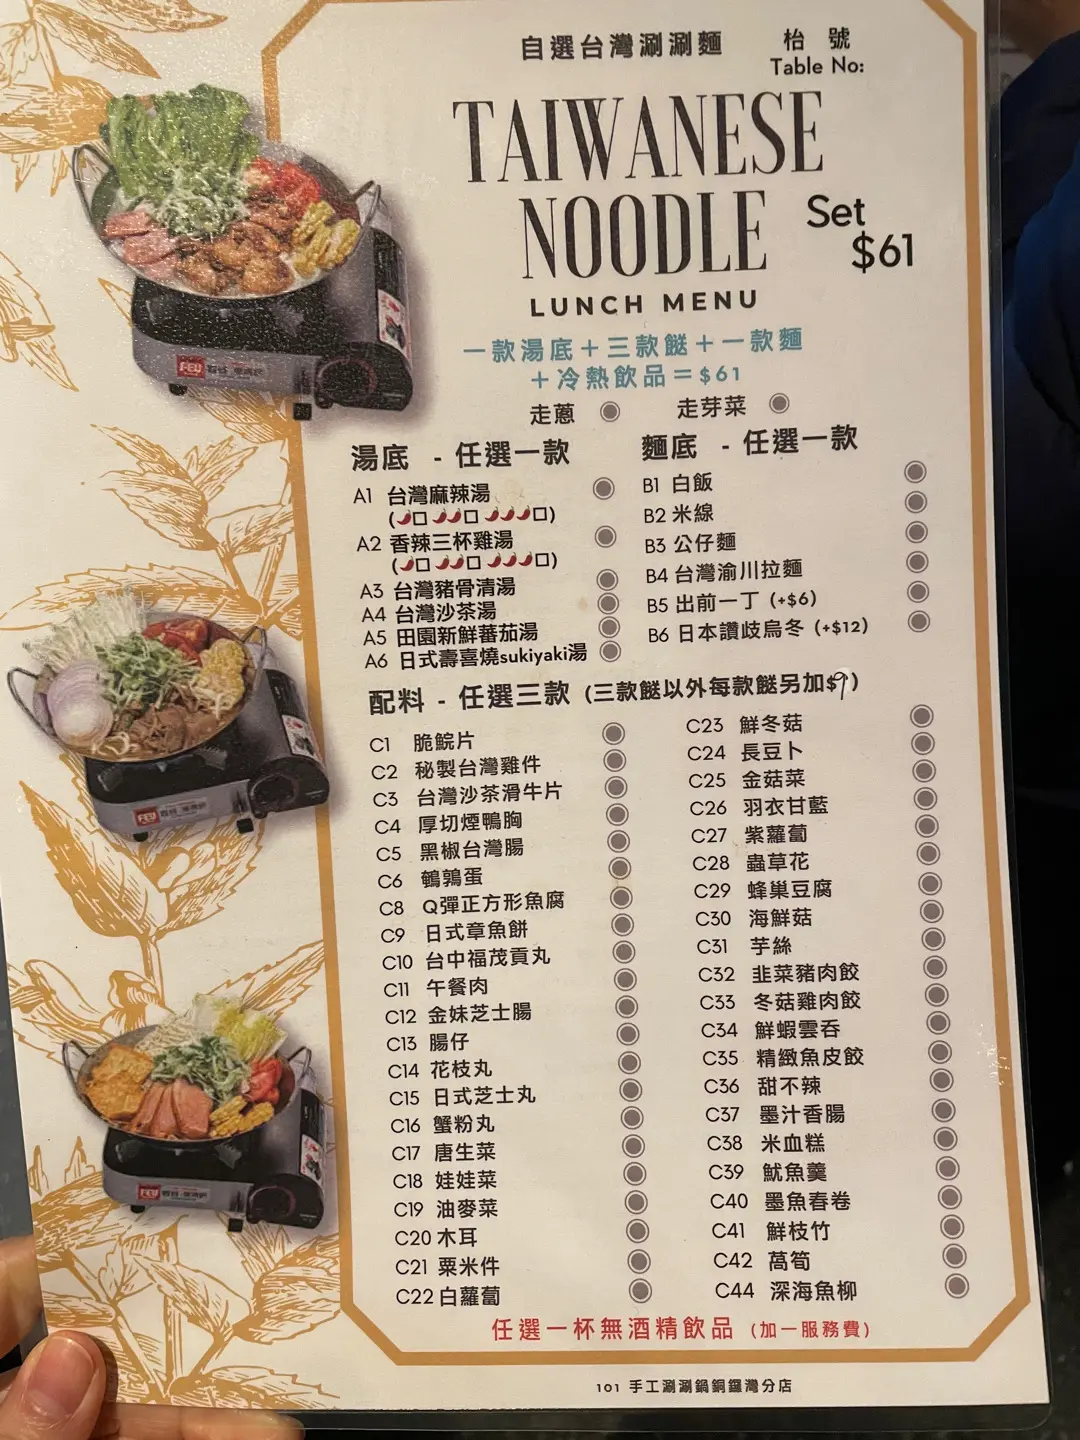 自選台灣涮涮麵
枱 號
Table No:
TAIWANESE
NOODLE
Set
$61
LUNCH MENU
一款湯底＋三款餸＋一款麵
＋冷熱飲品＝$61
走蔥
走芽菜
湯底 - 任選一款
A1 台灣麻辣湯
(🌶□ 🌶🌶□ 🌶🌶🌶□)
A2 香辣三杯雞湯
(🌶□ 🌶🌶□ 🌶🌶🌶□)
A3 台灣豬骨清湯
A4 台灣沙茶湯
A5 田園新鮮蕃茄湯
A6 日式壽喜燒sukiyaki湯
麵底 - 任選一款
B1 白飯
B2 米線
B3 公仔麵
B4 台灣渝川拉麵
B5 出前一丁 (+$6)
B6 日本讚歧烏冬 (+$12)
配料 - 任選三款 (三款餸以外每款餸另加$9)
C1 脆鯇片
C2 秘製台灣雞件
C3 台灣沙茶滑牛片
C4 厚切煙鴨胸
C5 黑椒台灣腸
C6 鵪鶉蛋
C8 Q彈正方形魚腐
C9 日式章魚餅
C10 台中福茂貢丸
C11 午餐肉
C12 金妹芝士腸
C13 腸仔
C14 花枝丸
C15 日式芝士丸
C16 蟹粉丸
C17 唐生菜
C18 娃娃菜
C19 油麥菜
C20 木耳
C21 粟米件
C22 白蘿蔔
C23 鮮冬菇
C24 長豆卜
C25 金菇菜
C26 羽衣甘藍
C27 紫蘿蔔
C28 蟲草花
C29 蜂巢豆腐
C30 海鮮菇
C31 芋絲
C32 韭菜豬肉餃
C33 冬菇雞肉餃
C34 鮮蝦雲吞
C35 精緻魚皮餃
C36 甜不辣
C37 墨汁香腸
C38 米血糕
C39 魷魚羹
C40 墨魚春卷
C41 鮮枝竹
C42 萵筍
C44 深海魚柳
任選一杯無酒精飲品 (加一服務費)
101 手工涮涮鍋銅鑼灣分店